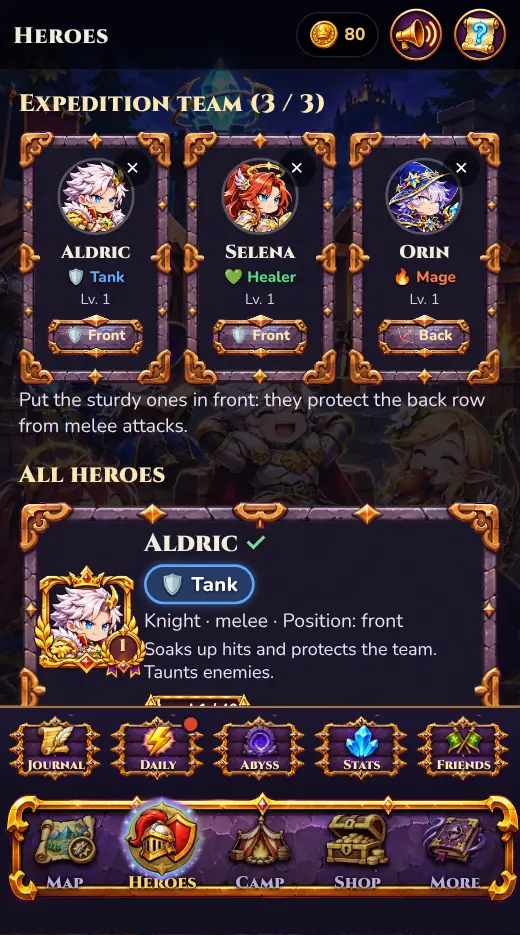 Heroes
80
Expedition team (3 / 3)
Aldric
Selena
Orin
Tank
Healer
Mage
Lv. 1
Lv. 1
Lv. 1
Front
Front
Back
Put the sturdy ones in front: they protect the back row
from melee attacks.
All heroes
Aldric
Tank
Knight · melee · Position: front
1
Soaks up hits and protects the team.
Taunts enemies.
Journal
Daily
Abyss
Stats
Friends
Map
Heroes
Camp
Shop
More